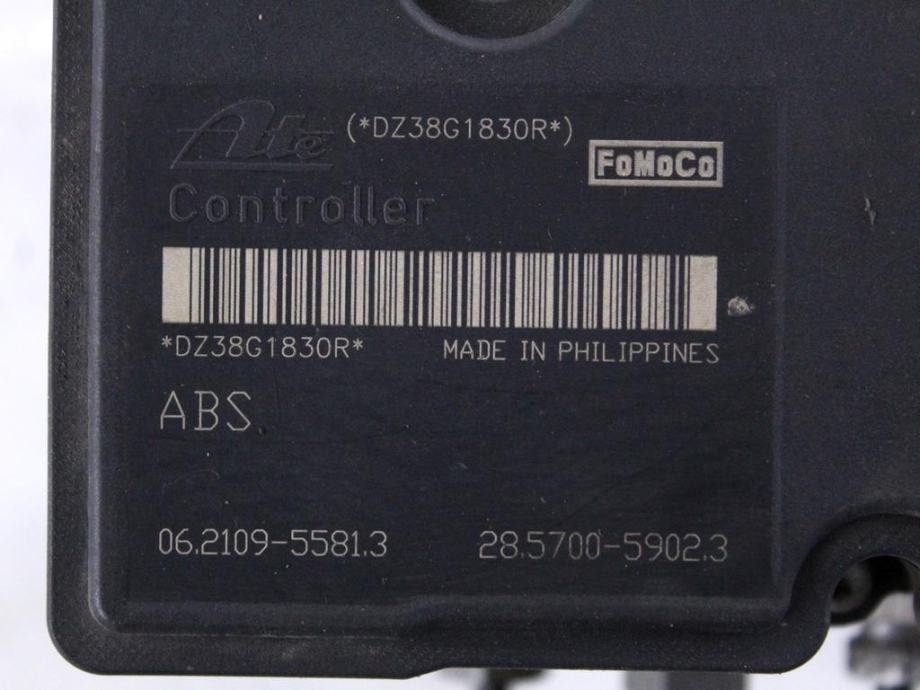 Ate (*DZ38G1830R*)
FoMoCo
Controller
*DZ38G1830R* MADE IN PHILIPPINES
ABS
06.2109-5581.3 28.5700-5902.3